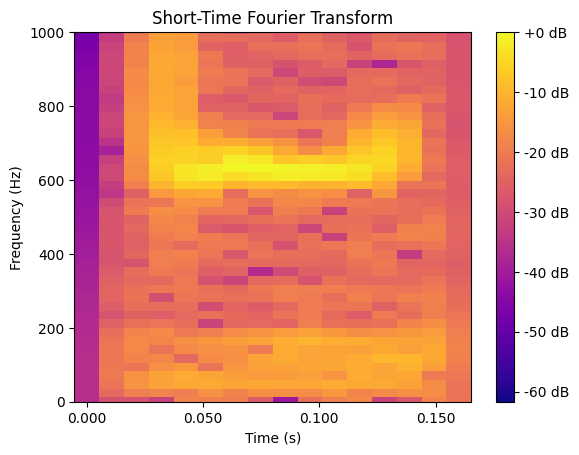 Short-Time Fourier Transform
1000
800
600
400
200
0
Frequency (Hz)
0.000
0.050
0.100
0.150
Time (s)
+0 dB
-10 dB
-20 dB
-30 dB
-40 dB
-50 dB
-60 dB